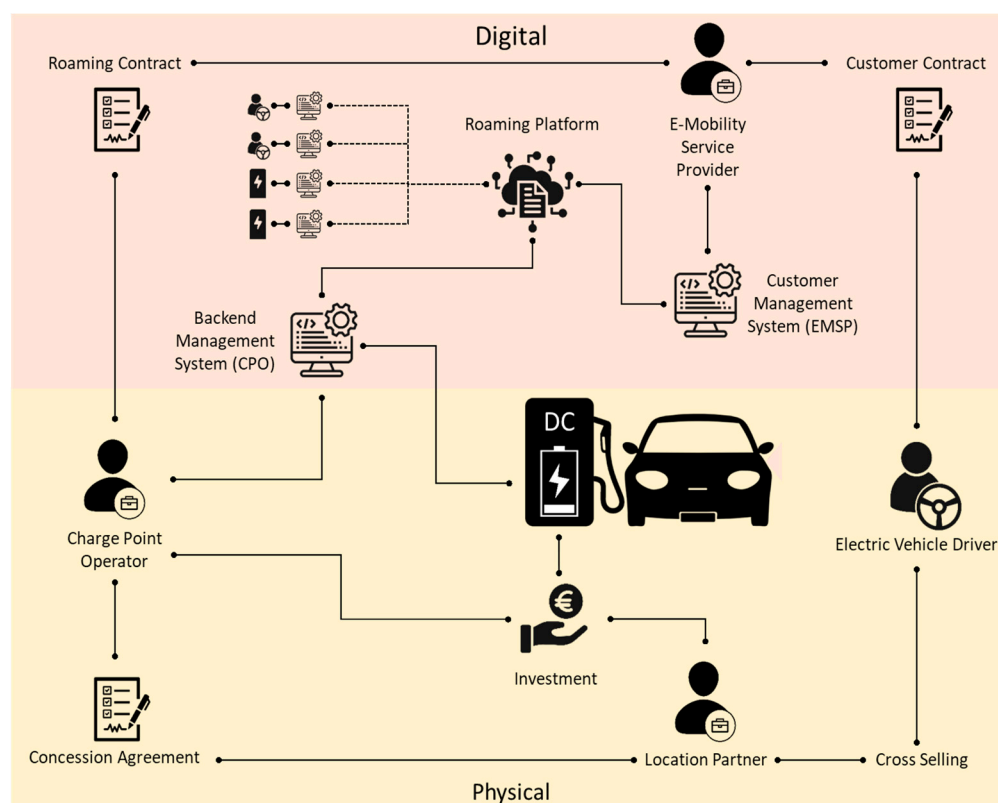 Digital
Roaming Contract
Customer Contract
Roaming Platform
E-Mobility
Service
Provider
Customer
Management
System (EMSP)
Backend
Management
System (CPO)
DC
Charge Point
Operator
Electric Vehicle Driver
€
Investment
Concession Agreement
Location Partner
Cross Selling
Physical